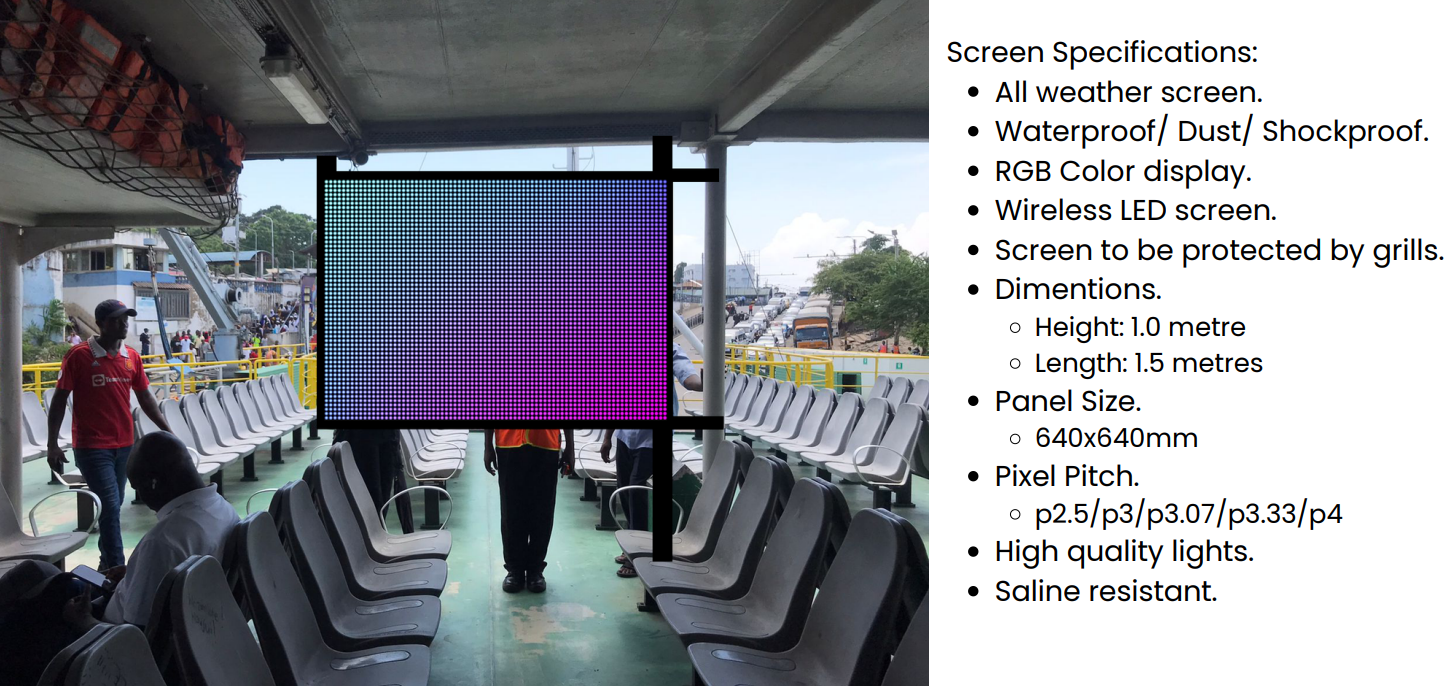 Screen Specifications:
All weather screen.
Waterproof/ Dust/ Shockproof.
RGB Color display.
Wireless LED screen.
Screen to be protected by grills.
Dimentions.
Height: 1.0 metre
Length: 1.5 metres
Panel Size.
640x640mm
Pixel Pitch.
p2.5/p3/p3.07/p3.33/p4
High quality lights.
Saline resistant.